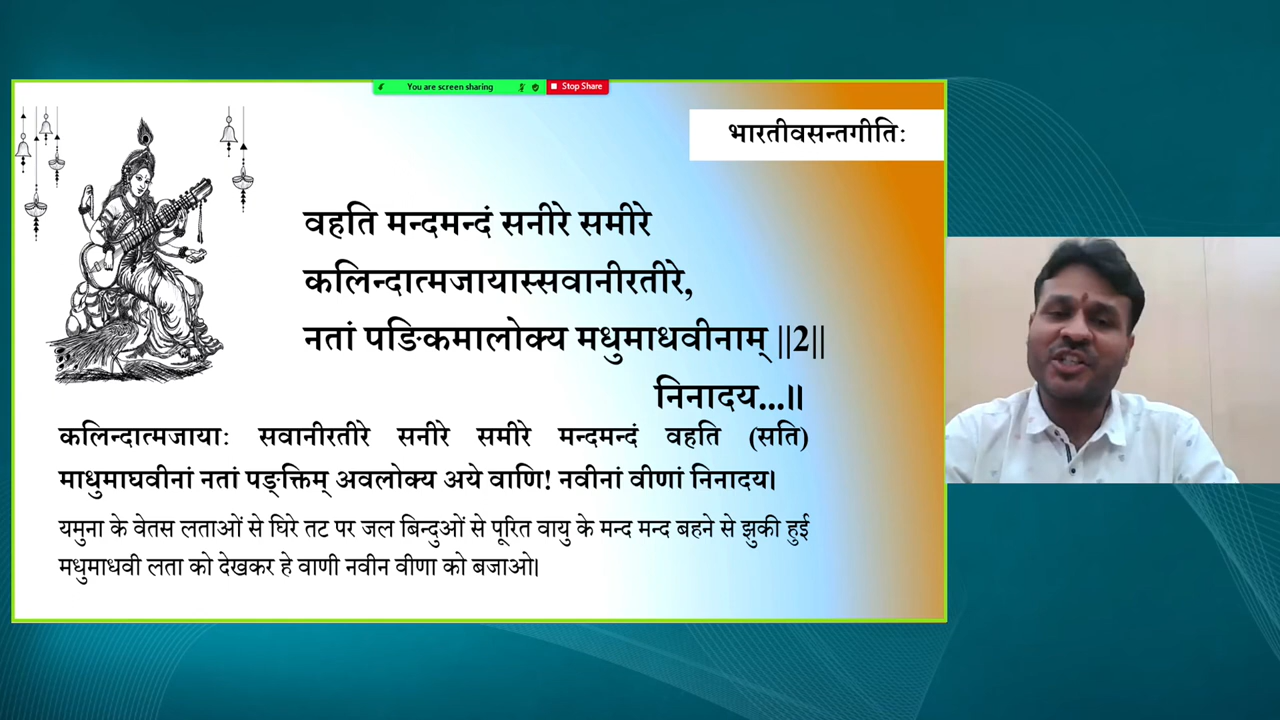 You are screen sharing
Stop Share
भारतीवसन्तगीतिः
वहति मन्दमन्दं सनीरे समीरे
कलिन्दात्मजायास्सवानीरतीरे,
नतां पङिकमालोक्य मधुमाधवीनाम् ||2||
निनादय...॥
कलिन्दात्मजायाः सवानीरतीरे सनीरे समीरे मन्दमन्दं वहति (सति)
माधुमाघवीनां नतां पङ्क्तिम् अवलोक्य अये वाणि! नवीनां वीणां निनादय।
यमुना के वेतस लताओं से घिरे तट पर जल बिन्दुओं से पूरित वायु के मन्द मन्द बहने से झुकी हुई
मधुमाधवी लता को देखकर हे वाणी नवीन वीणा को बजाओ।